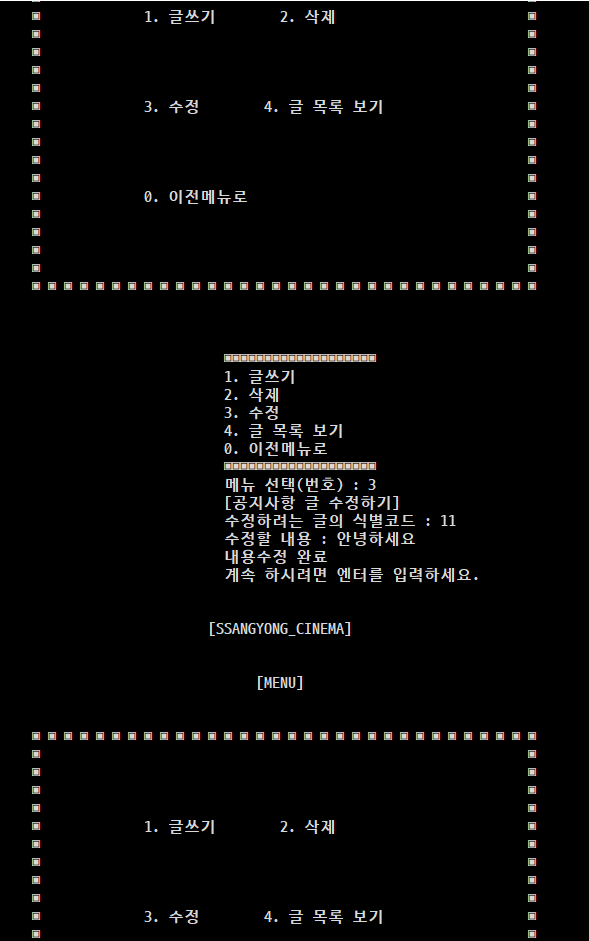 1. 글쓰기 2. 삭제
3. 수정 4. 글 목록 보기
0. 이전메뉴로
1. 글쓰기
2. 삭제
3. 수정
4. 글 목록 보기
0. 이전메뉴로
메뉴 선택(번호) : 3
[공지사항 글 수정하기]
수정하려는 글의 식별코드 : 11
수정할 내용 : 안녕하세요
내용수정 완료
계속 하시려면 엔터를 입력하세요.
[SSANGYONG_CINEMA]
[MENU]
1. 글쓰기 2. 삭제
3. 수정 4. 글 목록 보기